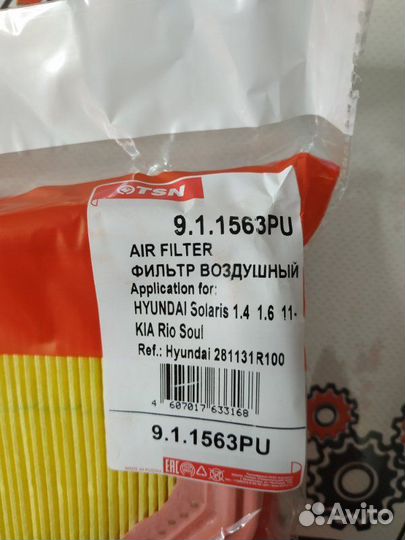 TSN
9.1.1563PU
AIR FILTER
ФИЛЬТР ВОЗДУШНЫЙ
Application for:
HYUNDAI Solaris 1.4 1.6 11-
KIA Rio Soul
Ref.: Hyundai 281131R100
4 607017 633168
9.1.1563PU
EAC
Avito